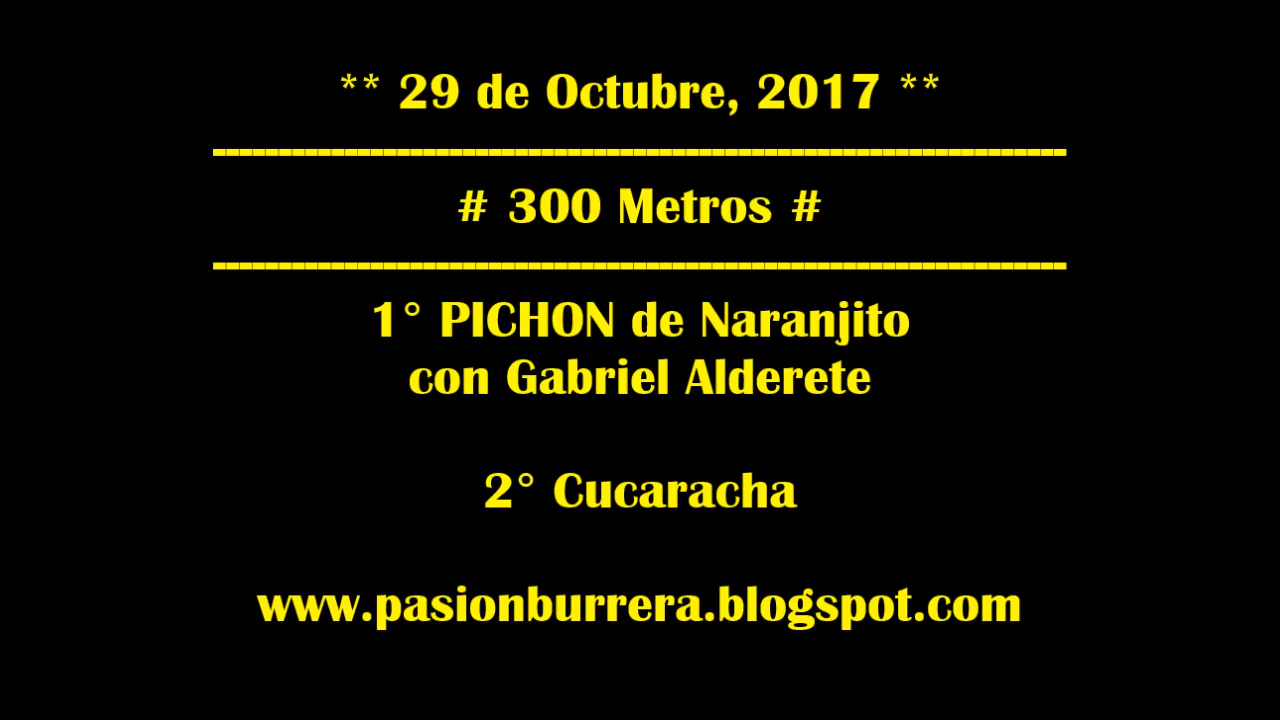 ** 29 de Octubre, 2017 **
-----------------------------------------------------------------
# 300 Metros #
-----------------------------------------------------------------
1° PICHON de Naranjito
con Gabriel Alderete
2° Cucaracha
www.pasionburrera.blogspot.com